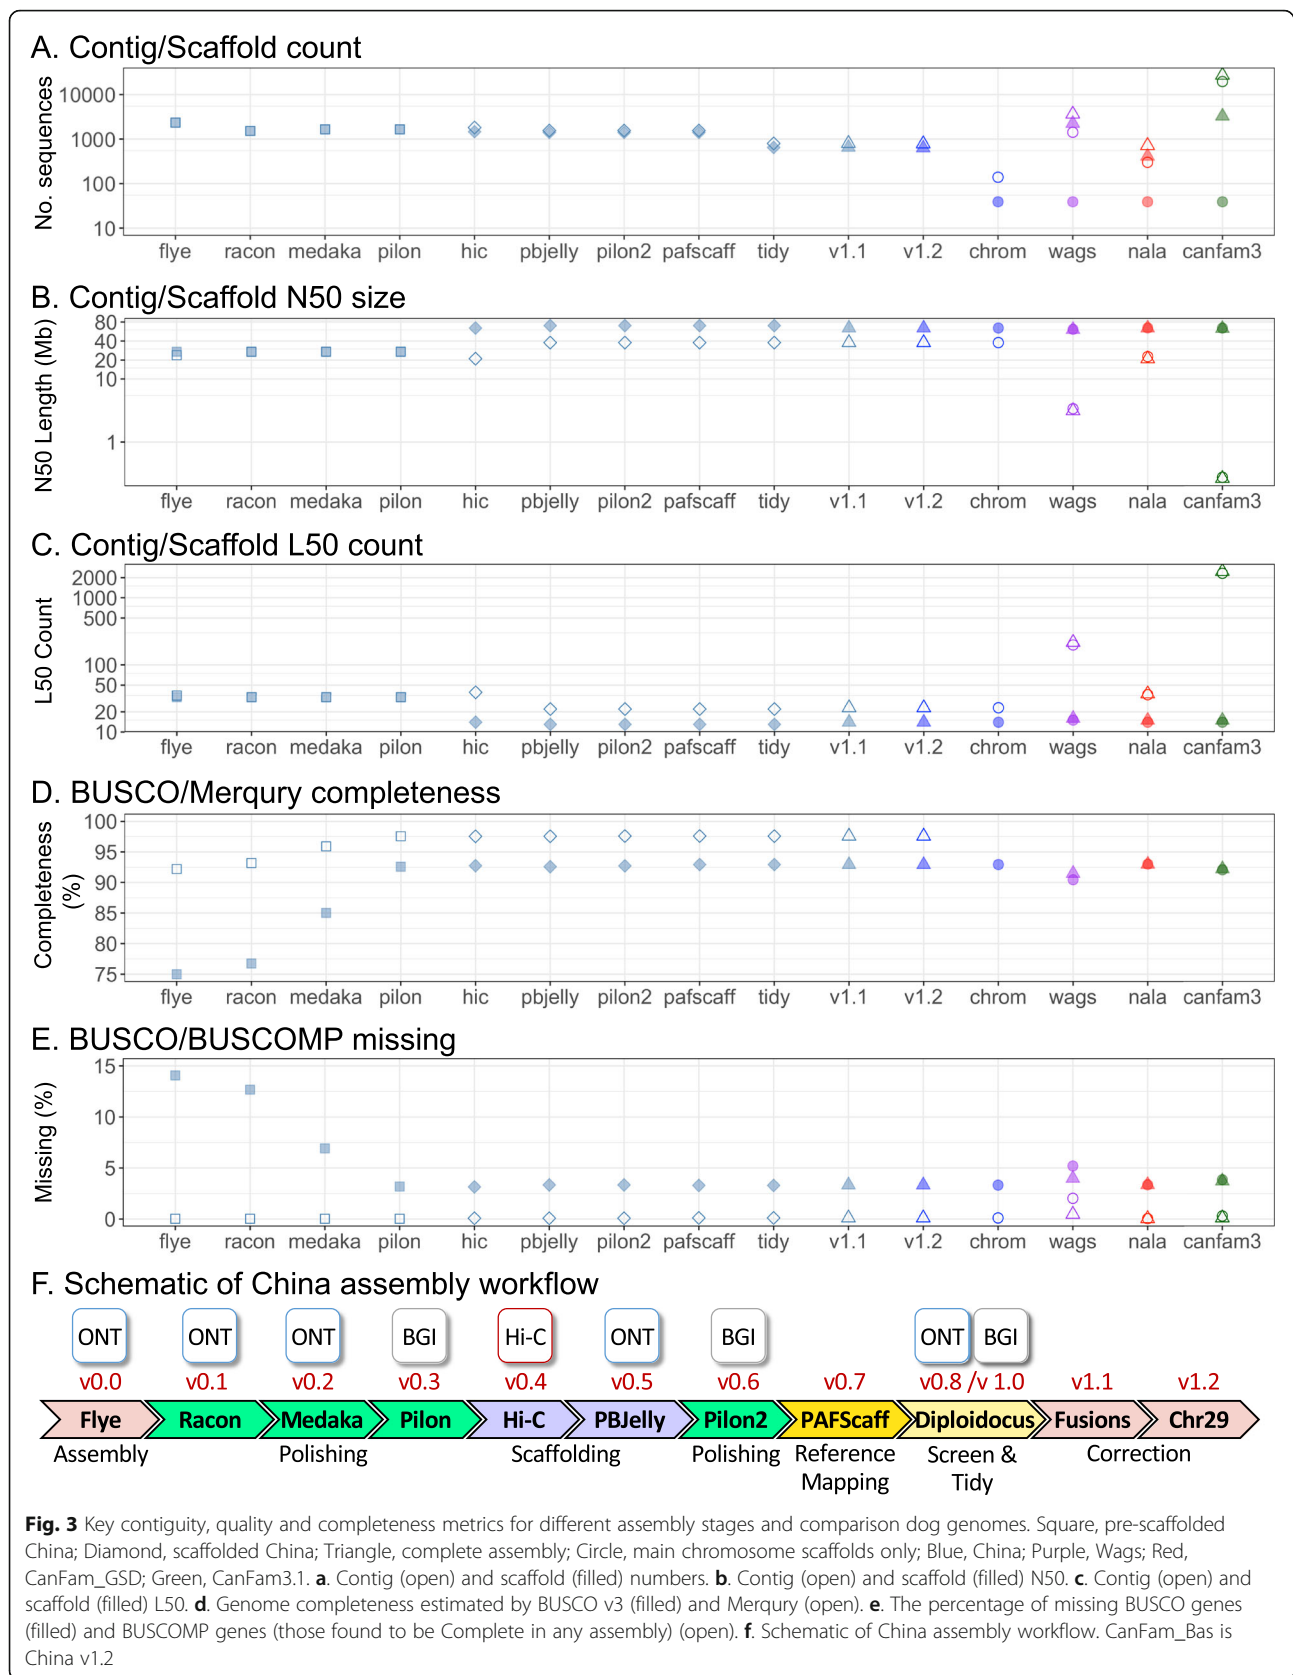 A. Contig/Scaffold count
No. sequences
10000
1000
100
10
flye racon medaka pilon hic pbjelly pilon2 pafscaff tidy v1.1 v1.2 chrom wags nala canfam3
B. Contig/Scaffold N50 size
N50 Length (Mb)
80
40
20
10
1
flye racon medaka pilon hic pbjelly pilon2 pafscaff tidy v1.1 v1.2 chrom wags nala canfam3
C. Contig/Scaffold L50 count
L50 Count
2000
1000
500
100
50
20
10
flye racon medaka pilon hic pbjelly pilon2 pafscaff tidy v1.1 v1.2 chrom wags nala canfam3
D. BUSCO/Merqury completeness
Completeness
(%)
100
95
90
85
80
75
flye racon medaka pilon hic pbjelly pilon2 pafscaff tidy v1.1 v1.2 chrom wags nala canfam3
E. BUSCO/BUSCOMP missing
Missing (%)
15
10
5
0
flye racon medaka pilon hic pbjelly pilon2 pafscaff tidy v1.1 v1.2 chrom wags nala canfam3
F. Schematic of China assembly workflow
ONT ONT ONT BGI Hi-C ONT BGI ONT BGI
v0.0 v0.1 v0.2 v0.3 v0.4 v0.5 v0.6 v0.7 v0.8 /v 1.0 v1.1 v1.2
Flye Racon Medaka Pilon Hi-C PBJelly Pilon2 PAFScaff Diploidocus Fusions Chr29
Assembly Polishing Scaffolding Polishing Reference Screen & Correction
Mapping Tidy
Fig. 3 Key contiguity, quality and completeness metrics for different assembly stages and comparison dog genomes. Square, pre-scaffolded
China; Diamond, scaffolded China; Triangle, complete assembly; Circle, main chromosome scaffolds only; Blue, China; Purple, Wags; Red,
CanFam_GSD; Green, CanFam3.1. a. Contig (open) and scaffold (filled) numbers. b. Contig (open) and scaffold (filled) N50. c. Contig (open) and
scaffold (filled) L50. d. Genome completeness estimated by BUSCO v3 (filled) and Merqury (open). e. The percentage of missing BUSCO genes
(filled) and BUSCOMP genes (those found to be Complete in any assembly) (open). f. Schematic of China assembly workflow. CanFam_Bas is
China v1.2